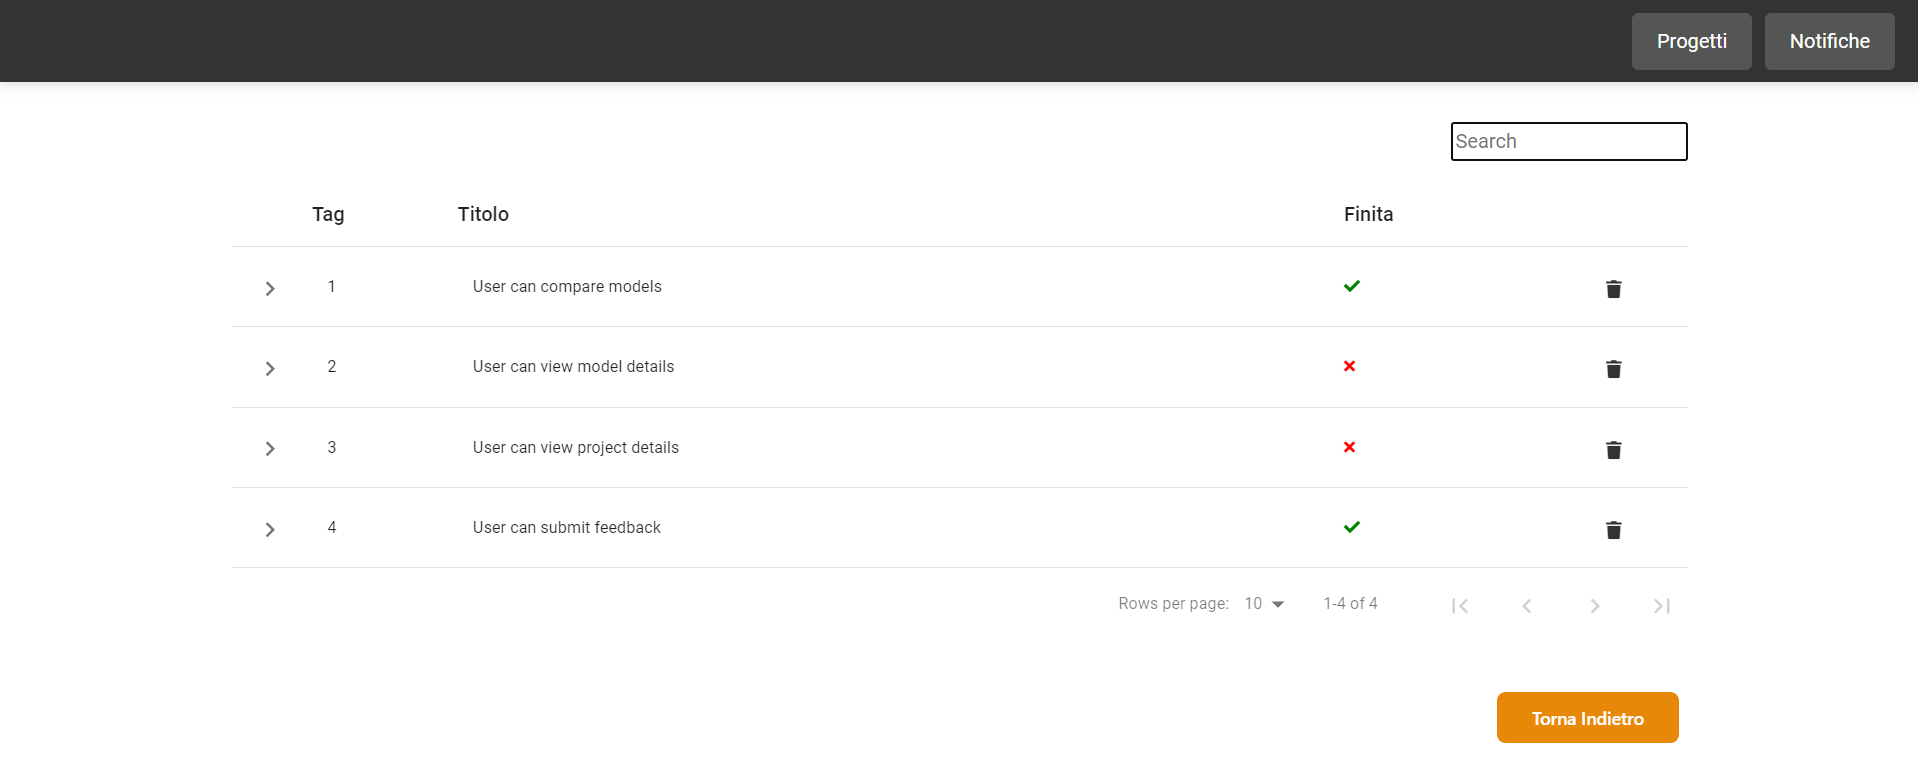 Progetti Notifiche
Search
Tag Titolo Finita
1 User can compare models
2 User can view model details
3 User can view project details
4 User can submit feedback
Rows per page: 10 1-4 of 4
Torna Indietro